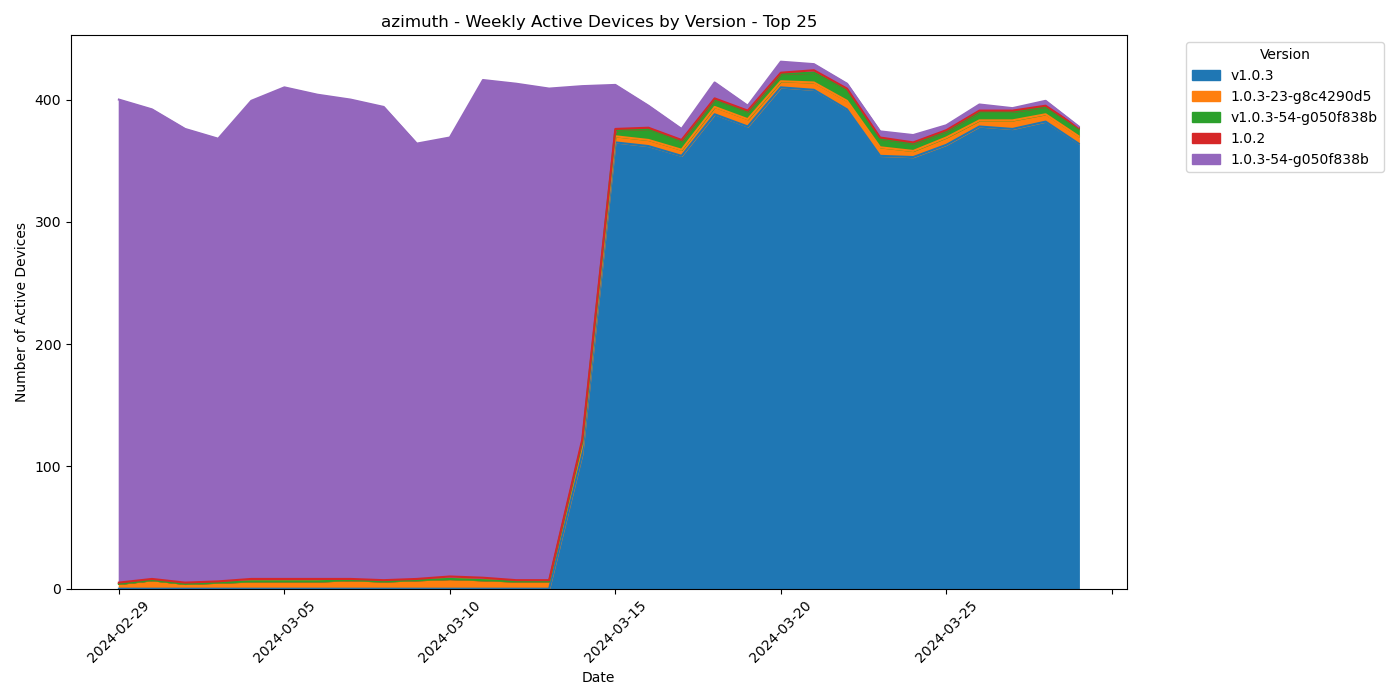 azimuth - Weekly Active Devices by Version - Top 25
Number of Active Devices
400
300
200
100
0
2024-02-29
2024-03-05
2024-03-10
2024-03-15
2024-03-20
2024-03-25
Date
Version
v1.0.3
1.0.3-23-g8c4290d5
v1.0.3-54-g050f838b
1.0.2
1.0.3-54-g050f838b